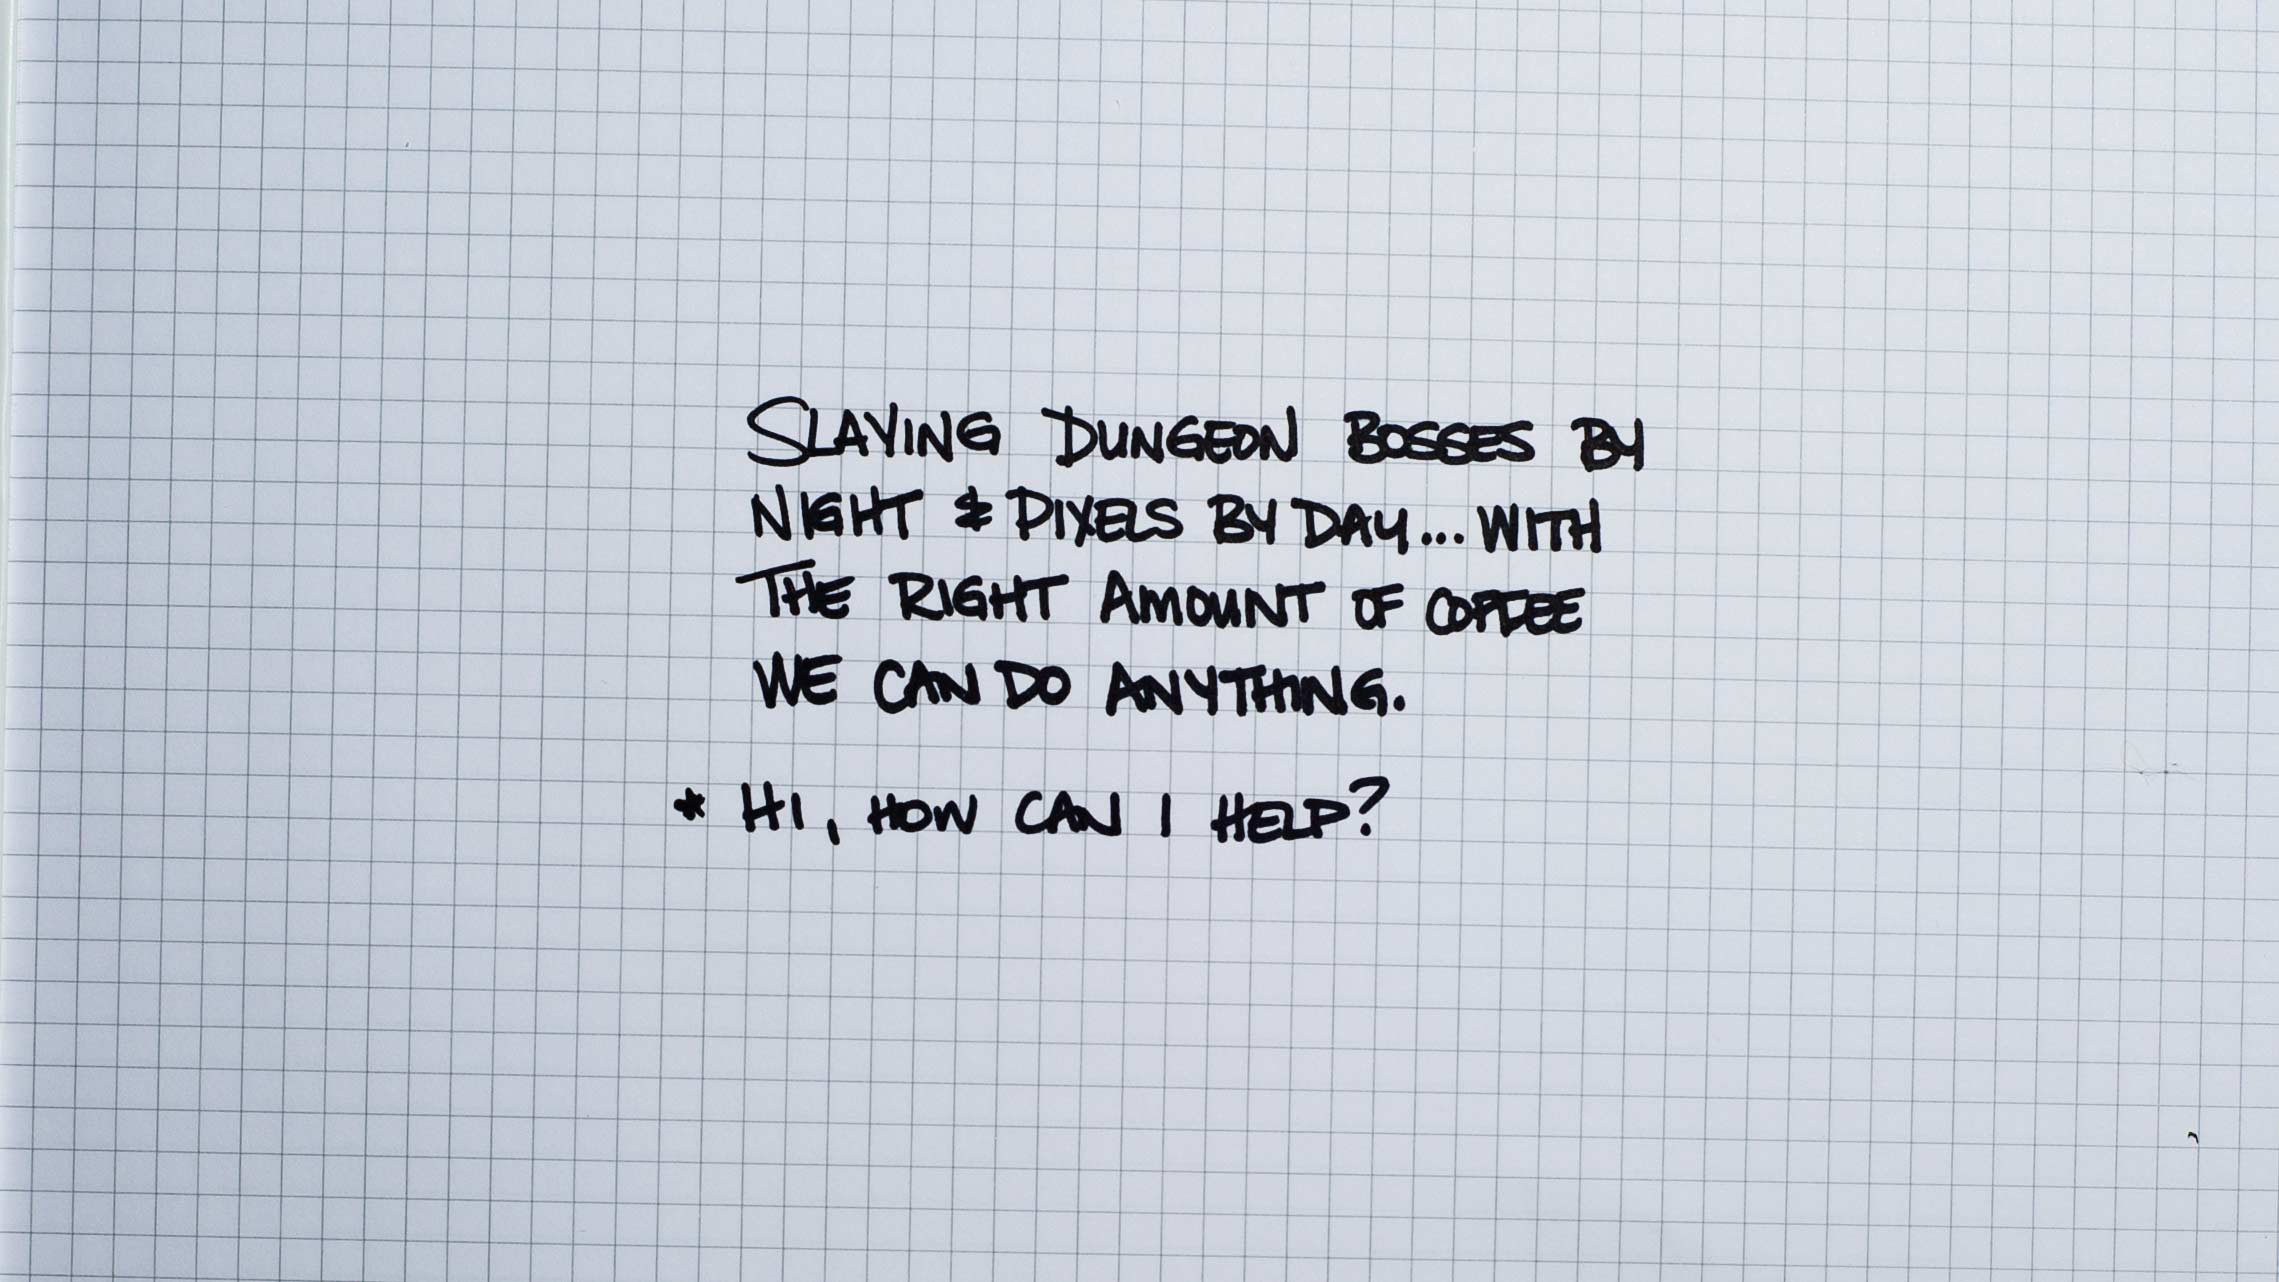 SLAYING DUNGEON BOSSES BY
NIGHT & PIXELS BY DAY... WITH
THE RIGHT AMOUNT OF COFFEE
WE CAN DO ANYTHING.
* HI, HOW CAN I HELP?